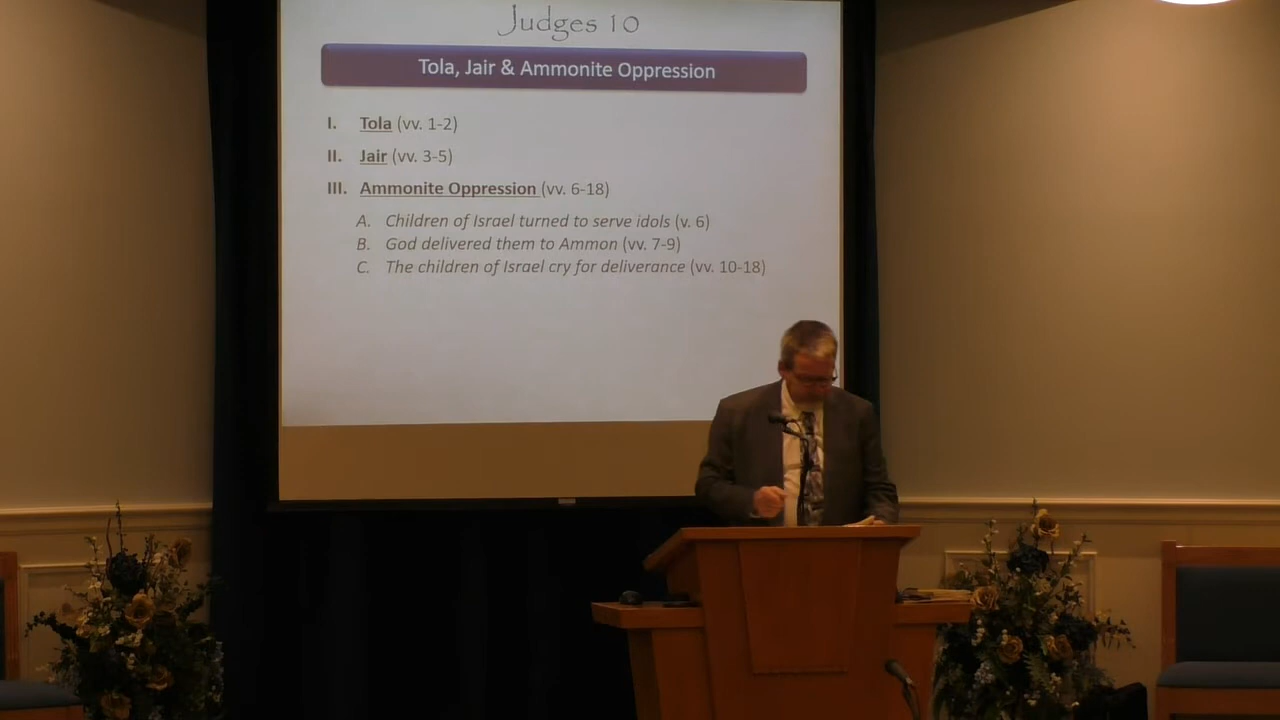 Judges 10
Tola, Jair & Ammonite Oppression
I. Tola (vv. 1-2)
II. Jair (vv. 3-5)
III. Ammonite Oppression (vv. 6-18)
A. Children of Israel turned to serve idols (v. 6)
B. God delivered them to Ammon (vv. 7-9)
C. The children of Israel cry for deliverance (vv. 10-18)